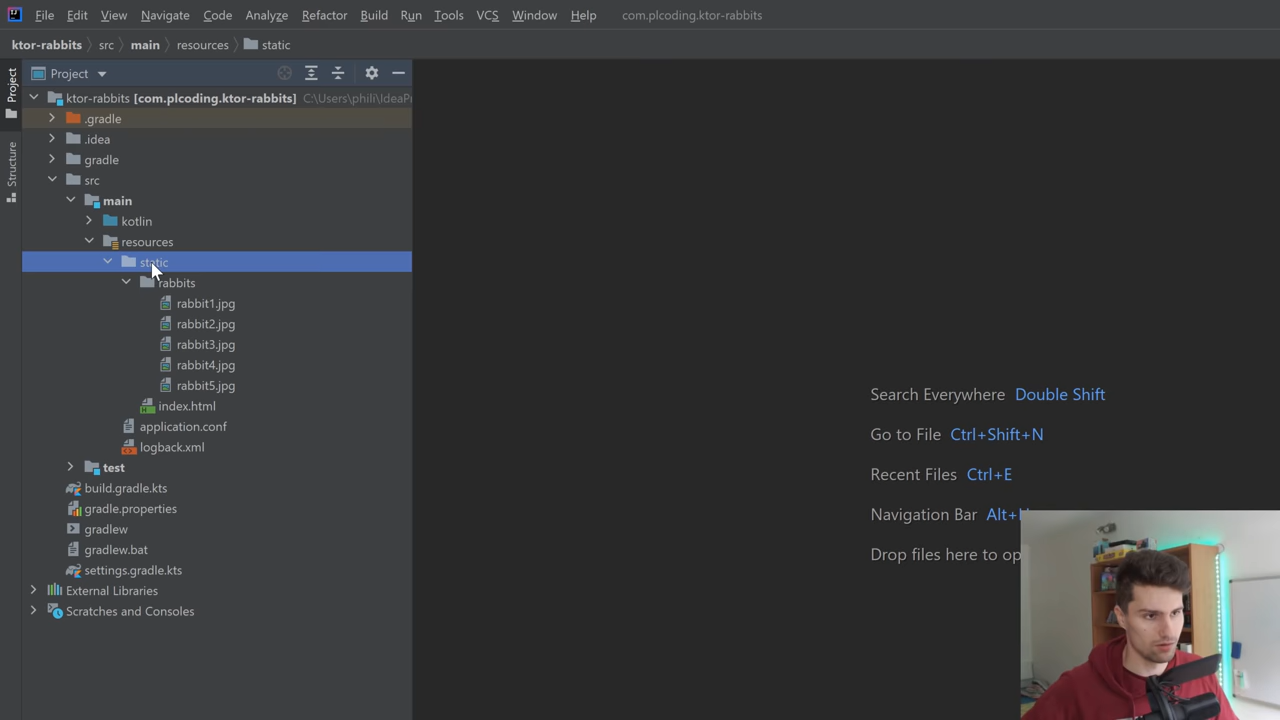 File Edit View Navigate Code Analyze Refactor Build Run Tools VCS Window Help com.plcoding.ktor-rabbits
ktor-rabbits src main resources static
Project
ktor-rabbits [com.plcoding.ktor-rabbits] C:\Users\phili\IdeaPr
.gradle
.idea
gradle
src
main
kotlin
resources
static
rabbits
rabbit1.jpg
rabbit2.jpg
rabbit3.jpg
rabbit4.jpg
rabbit5.jpg
index.html
application.conf
logback.xml
test
build.gradle.kts
gradle.properties
gradlew
gradlew.bat
settings.gradle.kts
External Libraries
Scratches and Consoles
Project
Structure
Search Everywhere Double Shift
Go to File Ctrl+Shift+N
Recent Files Ctrl+E
Navigation Bar Alt+
Drop files here to op